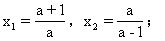 x₁ = (a + 1)/a, x₂ = a/(a - 1);